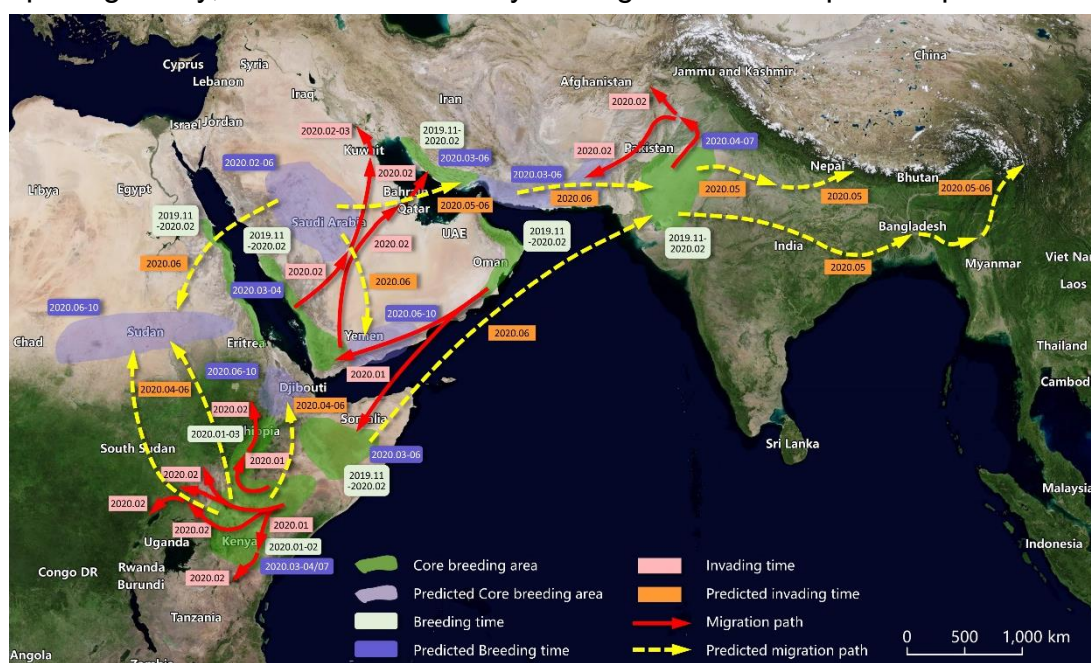 Cyprus
Syria
Lebanon
Israel
Jordan
Iraq
Iran
Afghanistan
Jammu and Kashmir
China
2020.02
2020.02-03
Kuwait
2019.11-
2020.02
2020.02
Pakistan
2020.04-07
2020.02-06
2020.02
2020.03-06
2020.03-06
Nepal
Bhutan
Libya
Egypt
Bahrain
Qatar
2020.05-06
2020.06
2020.05
2020.05
2020.05-06
2019.11
-2020.02
Saudi Arabia
UAE
Bangladesh
2019.11
-2020.02
2020.02
2019.11
-2020.02
2019.11-
2020.02
India
2020.06
2020.02
2020.06
Oman
2020.05
Myanmar
Viet Na
Laos
2020.03-04
2020.06-10
2020.06-10
Sudan
Yemen
2020.06
Chad
Eritrea
Thailand
2020.06-10
2020.01
Djibouti
Cambod
2020.04-06
2020.04-06
2020.02
Somalia
2020.01-03
thiopia
South Sudan
Sri Lanka
2020.03-06
2020.02
2020.01
2019.11
-2020.02
Malaysia
2020.02
2020.02
2020.01
Uganda
Kenya
2020.01-02
Indonesia
Congo DR
Rwanda
Burundi
2020.02
2020.03-04/07
Tanzania
Angola
Core breeding area
Invading time
Predicted Core breeding area
Predicted invading time
Breeding time
Migration path
Predicted Breeding time
Predicted migration path
0 500 1,000 km